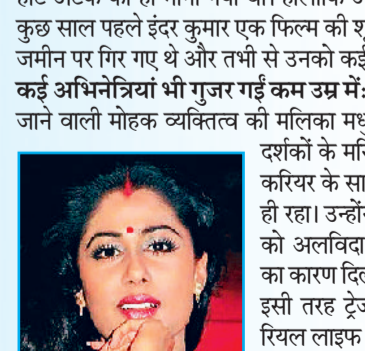 कुछ साल पहले इंदर कुमार एक फिल्म की शू
जमीन पर गिर गए थे और तभी से उनको कई
कई अभिनेत्रियां भी गुजर गईं कम उम्र में:
जाने वाली मोहक व्यक्तित्व की मलिका मधु
दर्शकों के मस्ति
करियर के सा
ही रहा। उन्हों
को अलविदा
का कारण दिल
इसी तरह ट्रेज
रियल लाइफ